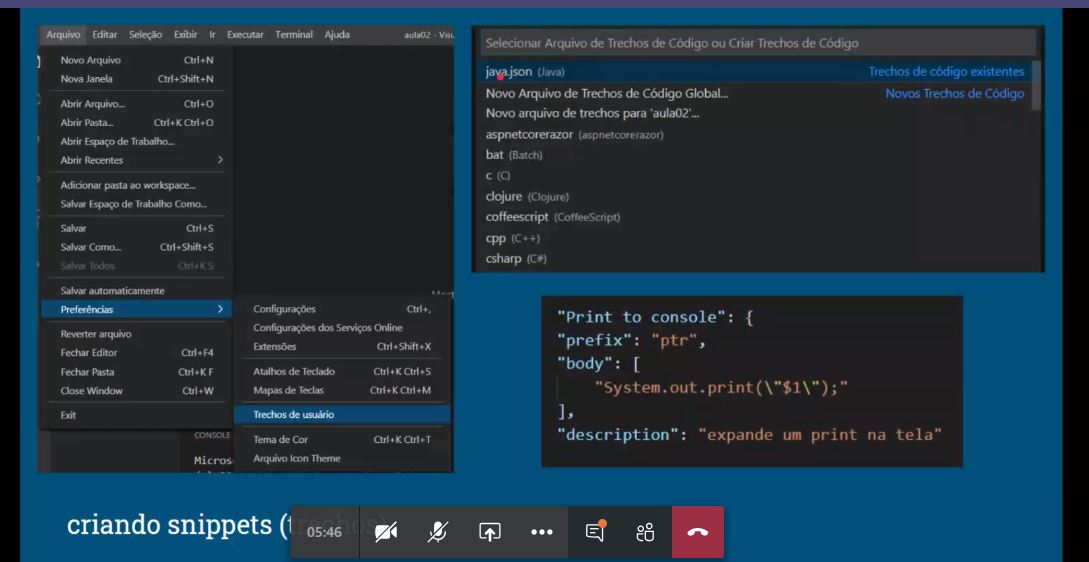 Arquivo Editar Seleção Exibir Ir Executar Terminal Ajuda aula02 - Visu
Novo Arquivo Ctrl+N
Nova Janela Ctrl+Shift+N
Abrir Arquivo... Ctrl+O
Abrir Pasta... Ctrl+K Ctrl+O
Abrir Espaço de Trabalho...
Abrir Recentes >
Adicionar pasta ao workspace...
Salvar Espaço de Trabalho Como...
Salvar Ctrl+S
Salvar Como... Ctrl+Shift+S
Salvar Todos Ctrl+K S
Salvar automaticamente
Preferências >
Reverter arquivo
Fechar Editor Ctrl+F4
Fechar Pasta Ctrl+K F
Close Window Ctrl+W
Exit
Configurações Ctrl+,
Configurações dos Serviços Online
Extensões Ctrl+Shift+X
Atalhos de Teclado Ctrl+K Ctrl+S
Mapas de Teclas Ctrl+K Ctrl+M
Trechos de usuário
Tema de Cor Ctrl+K Ctrl+T
Arquivo Icon Theme
CONSOLE
Micros
Selecionar Arquivo de Trechos de Código ou Criar Trechos de Código
java.json (Java) Trechos de código existentes
Novo Arquivo de Trechos de Código Global... Novos Trechos de Código
Novo arquivo de trechos para 'aula02'...
aspnetcorerazor (aspnetcorerazor)
bat (Batch)
c (C)
clojure (Clojure)
coffeescript (CoffeeScript)
cpp (C++)
csharp (C#)
"Print to console": {
"prefix": "ptr",
"body": [
"System.out.print(\"$1\");"
],
"description": "expande um print na tela"
criando snippets (trechos)
05:46